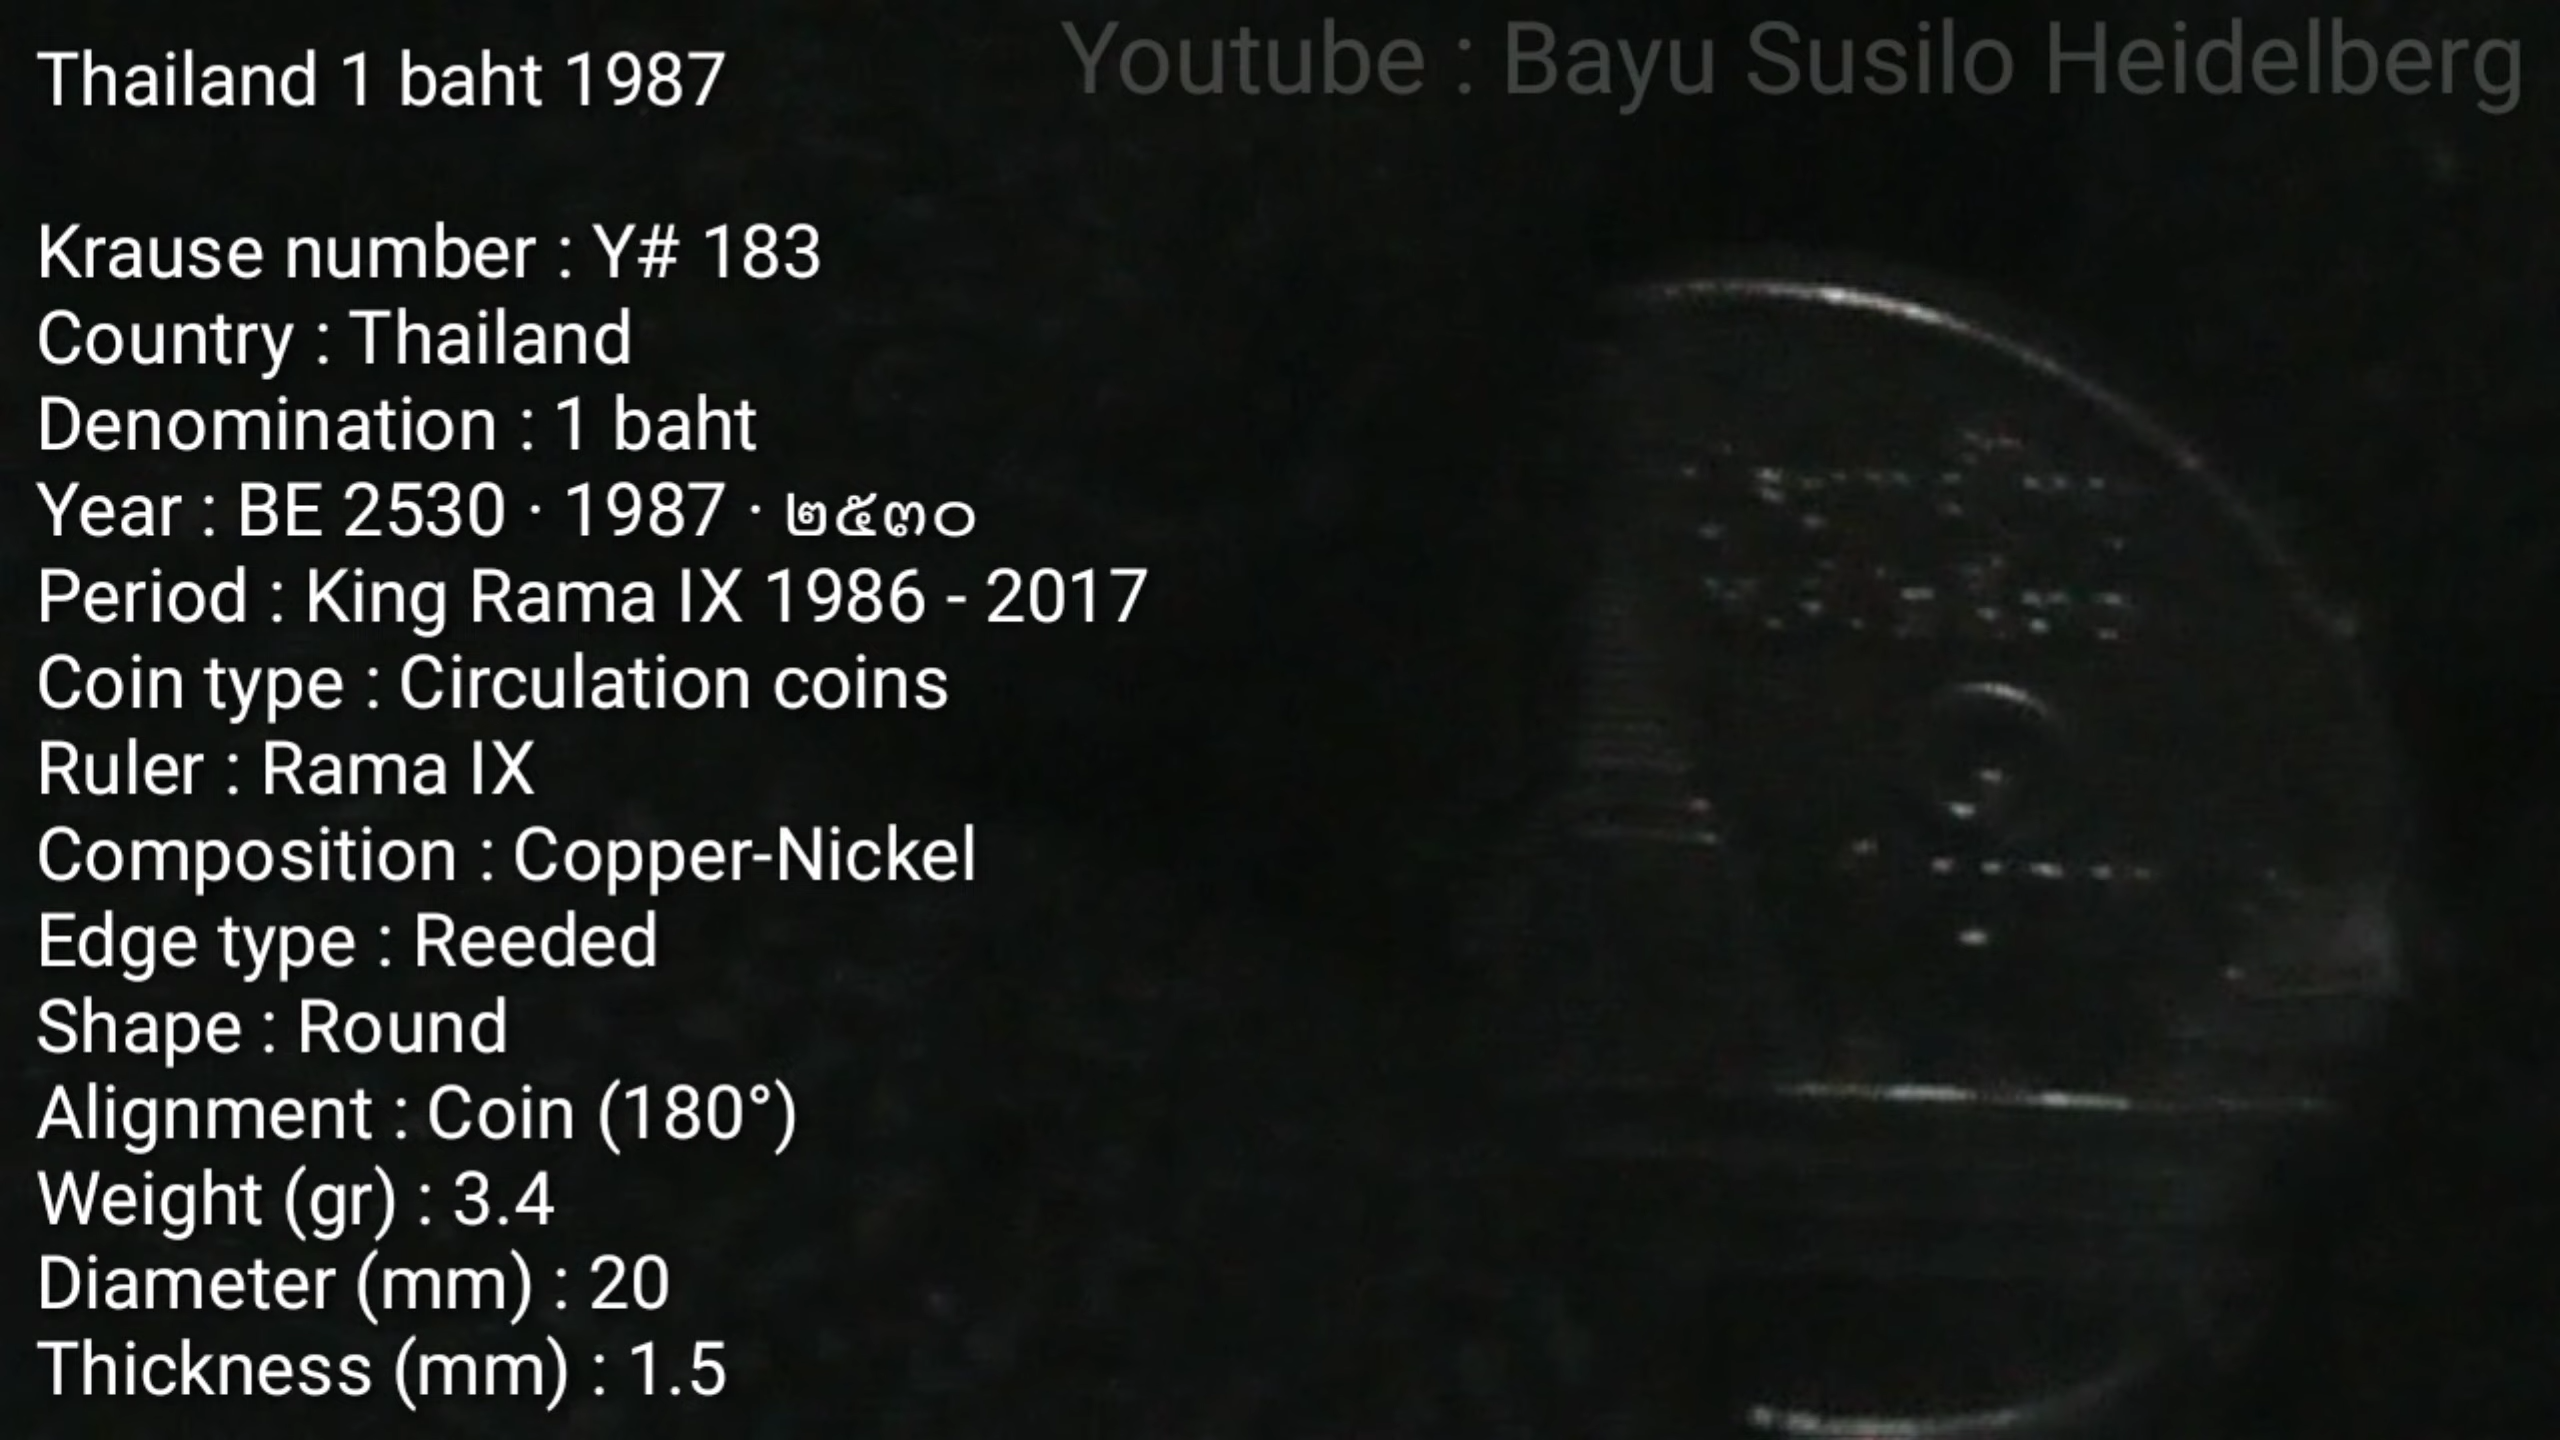 Thailand 1 baht 1987
Youtube : Bayu Susilo Heidelberg
Krause number : Y# 183
Country : Thailand
Denomination : 1 baht
Year : BE 2530 · 1987 · ๒๕๓๐
Period : King Rama IX 1986 - 2017
Coin type : Circulation coins
Ruler : Rama IX
Composition : Copper-Nickel
Edge type : Reeded
Shape : Round
Alignment : Coin (180°)
Weight (gr) : 3.4
Diameter (mm) : 20
Thickness (mm) : 1.5